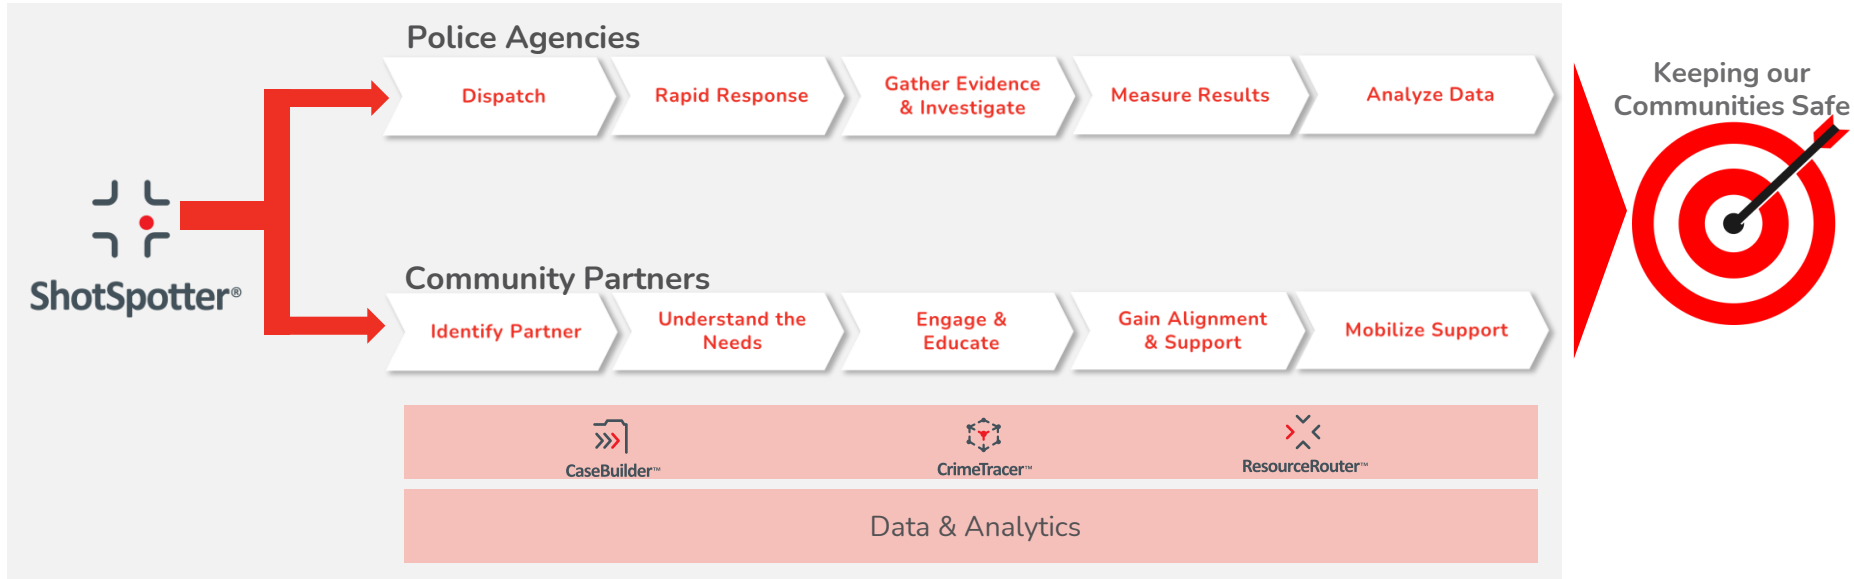 Police Agencies
Dispatch
Rapid Response
Gather Evidence
& Investigate
Measure Results
Analyze Data
Keeping our
Communities Safe
ShotSpotter®
Community Partners
Identify Partner
Understand the
Needs
Engage &
Educate
Gain Alignment
& Support
Mobilize Support
CaseBuilder™
CrimeTracer™
ResourceRouter™
Data & Analytics